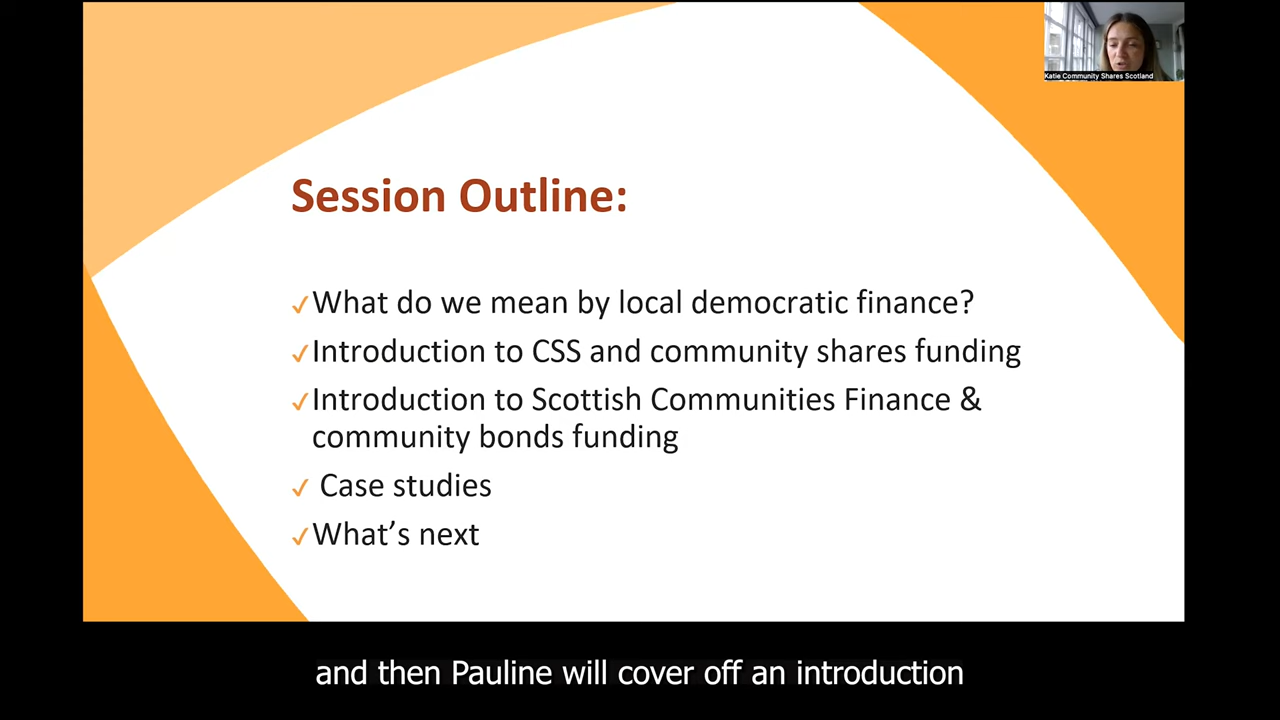 Katie Community Shares Scotland
Session Outline:
✓What do we mean by local democratic finance?
✓Introduction to CSS and community shares funding
✓Introduction to Scottish Communities Finance &
community bonds funding
✓ Case studies
✓What’s next
and then Pauline will cover off an introduction